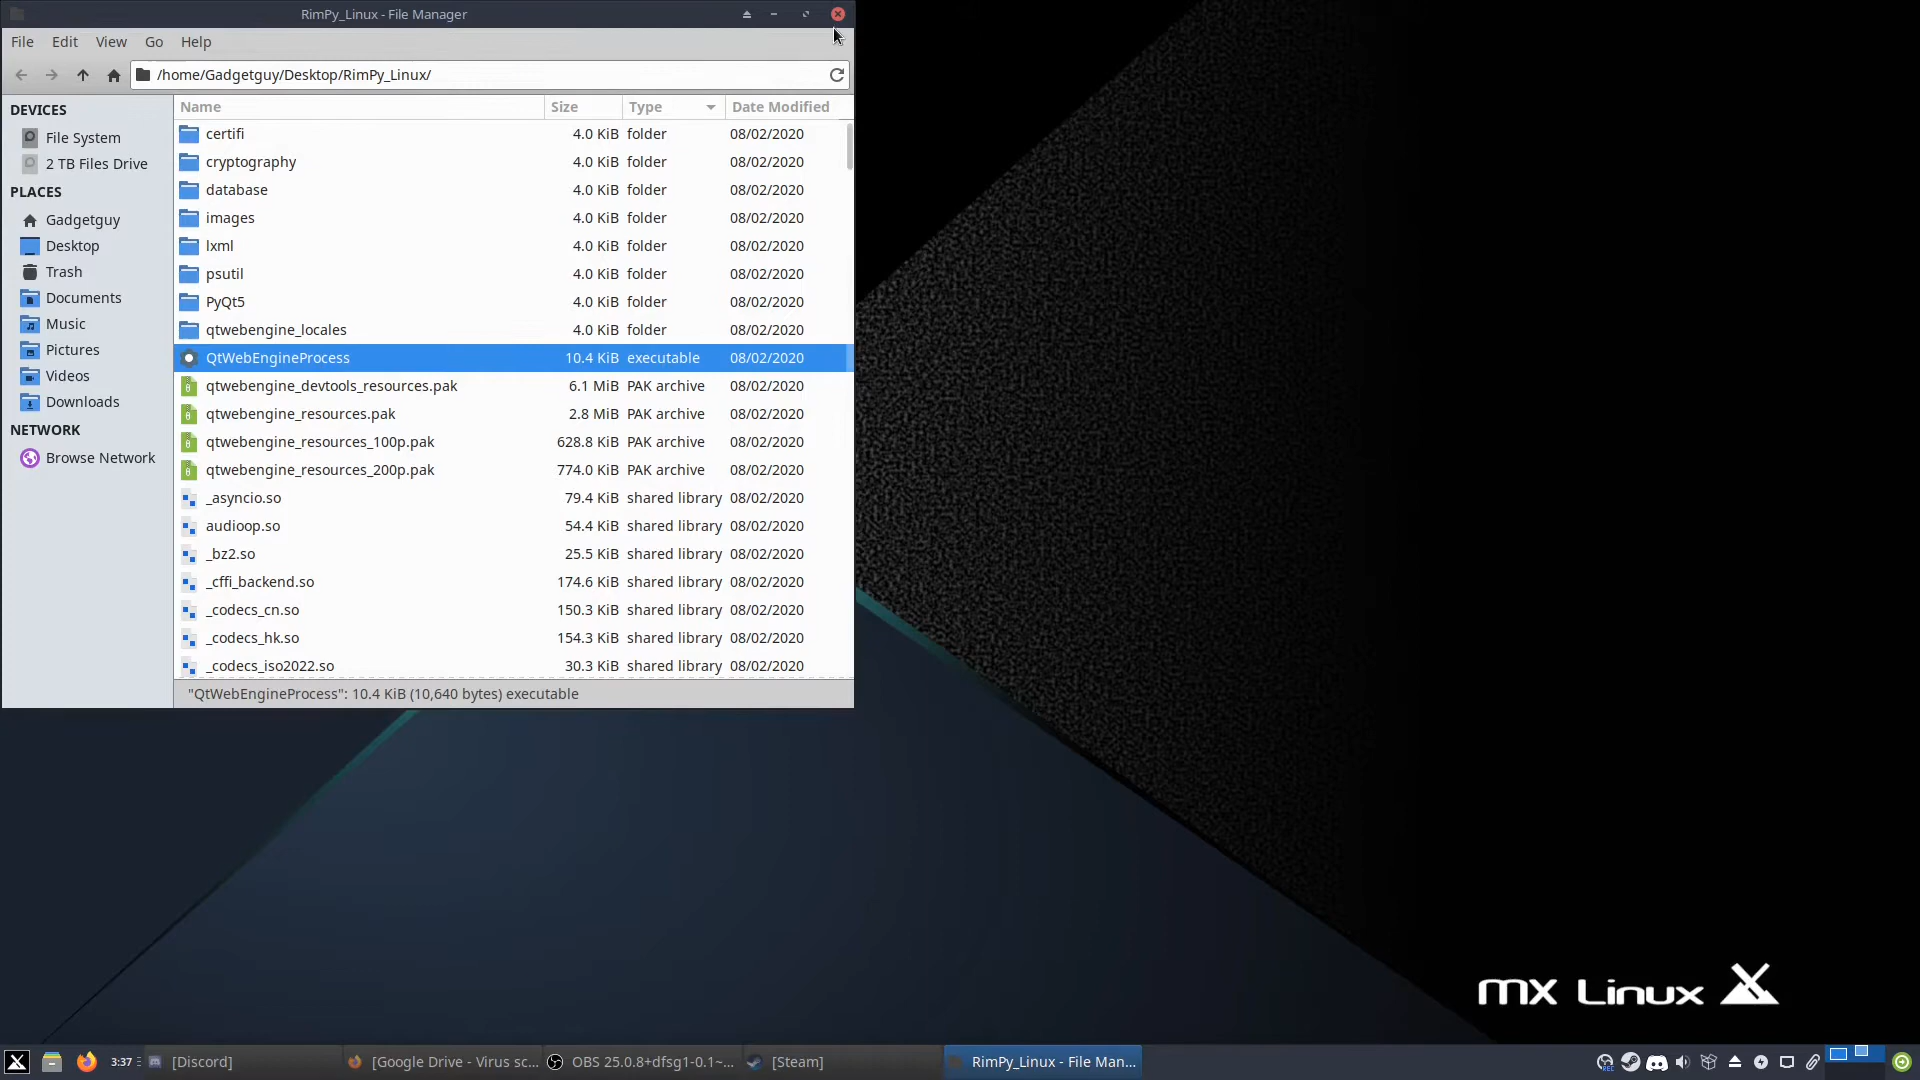 RimPy_Linux - File Manager
File Edit View Go Help
/home/Gadgetguy/Desktop/RimPy_Linux/
DEVICES
File System
2 TB Files Drive
PLACES
Gadgetguy
Desktop
Trash
Documents
Music
Pictures
Videos
Downloads
NETWORK
Browse Network
Name Size Type Date Modified
certifi 4.0 KiB folder 08/02/2020
cryptography 4.0 KiB folder 08/02/2020
database 4.0 KiB folder 08/02/2020
images 4.0 KiB folder 08/02/2020
lxml 4.0 KiB folder 08/02/2020
psutil 4.0 KiB folder 08/02/2020
PyQt5 4.0 KiB folder 08/02/2020
qtwebengine_locales 4.0 KiB folder 08/02/2020
QtWebEngineProcess 10.4 KiB executable 08/02/2020
qtwebengine_devtools_resources.pak 6.1 MiB PAK archive 08/02/2020
qtwebengine_resources.pak 2.8 MiB PAK archive 08/02/2020
qtwebengine_resources_100p.pak 628.8 KiB PAK archive 08/02/2020
qtwebengine_resources_200p.pak 774.0 KiB PAK archive 08/02/2020
_asyncio.so 79.4 KiB shared library 08/02/2020
audioop.so 54.4 KiB shared library 08/02/2020
_bz2.so 25.5 KiB shared library 08/02/2020
_cffi_backend.so 174.6 KiB shared library 08/02/2020
_codecs_cn.so 150.3 KiB shared library 08/02/2020
_codecs_hk.so 154.3 KiB shared library 08/02/2020
_codecs_iso2022.so 30.3 KiB shared library 08/02/2020
"QtWebEngineProcess": 10.4 KiB (10,640 bytes) executable
MX Linux
3:37 [Discord] [Google Drive - Virus sc... OBS 25.0.8+dfsg1-0.1~... [Steam] RimPy_Linux - File Man...
REC